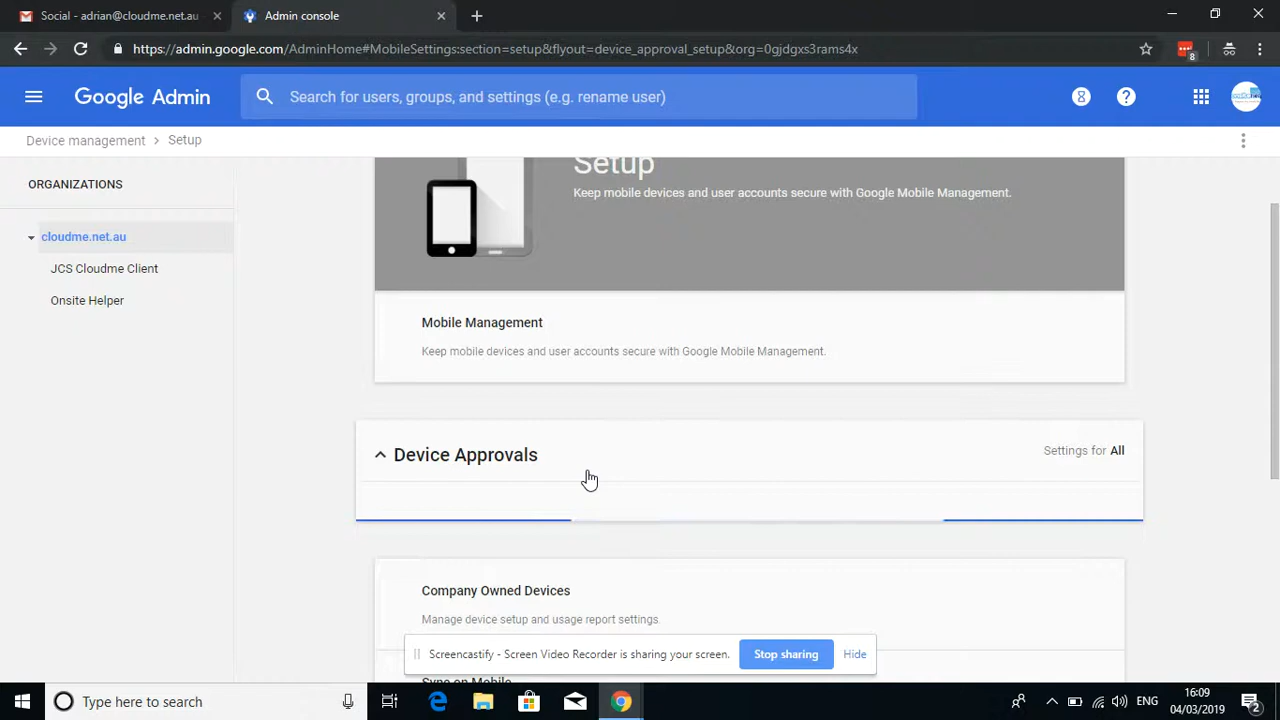 Social - adrian@cloudme.net.au
Admin console
https://admin.google.com/AdminHome#MobileSettings:section=setup&flyout=device_approval_setup&org=0gjdgxs3rams4x
8
Google Admin
Search for users, groups, and settings (e.g. rename user)
Device management > Setup
ORGANIZATIONS
cloudme.net.au
JCS Cloudme Client
Onsite Helper
Setup
Keep mobile devices and user accounts secure with Google Mobile Management.
Mobile Management
Keep mobile devices and user accounts secure with Google Mobile Management.
Device Approvals
Settings for All
Company Owned Devices
Manage device setup and usage report settings
Screencastify - Screen Video Recorder is sharing your screen.
Stop sharing
Hide
Sync on Mobile
Type here to search
ENG
16:09
04/03/2019
2